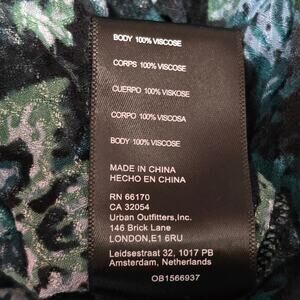 BODY 100% VISCOSE
CORPS 100% VISCOSE
CUERPO 100% VISKOSE
CORPO 100% VISCOSA
BODY 100% VISCOSE
MADE IN CHINA
HECHO EN CHINA
RN 66170
CA 32054
Urban Outfitters,Inc.
146 Brick Lane
LONDON,E1 6RU
Leidsestraat 32, 1017 PB
Amsterdam, Netherlands
OB1566937